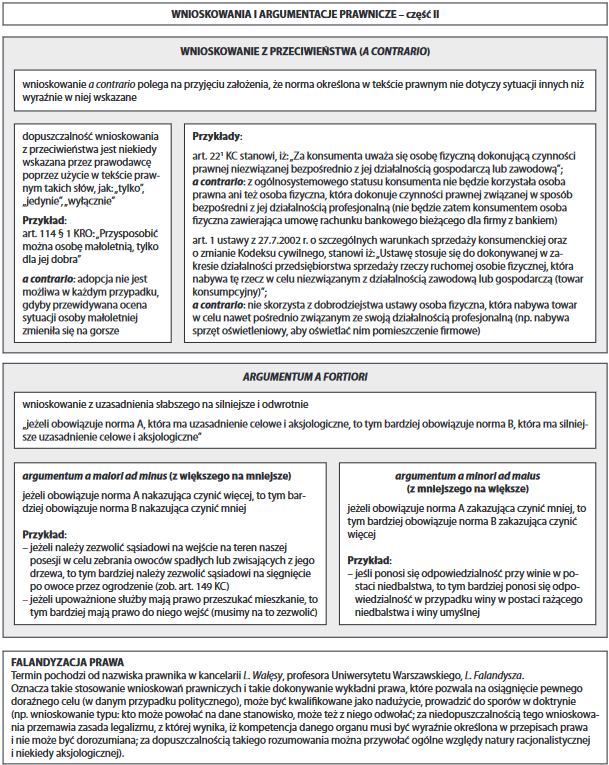 WNIOSKOWANIA I ARGUMENTACJE PRAWNICZE – część II
WNIOSKOWANIE Z PRZECIWIEŃSTWA (A CONTRARIO)
wnioskowanie a contrario polega na przyjęciu założenia, że norma określona w tekście prawnym nie dotyczy sytuacji innych niż
wyraźnie w niej wskazane
dopuszczalność wnioskowania
z przeciwieństwa jest niekiedy
wskazana przez prawodawcę
poprzez użycie w tekście praw-
nym takich słów, jak: „tylko”,
„jedynie”, „wyłącznie”
Przykład:
art. 114 § 1 KRO: „Przysposobić
można osobę małoletnią, tylko
dla jej dobra”
a contrario: adopcja nie jest
możliwa w każdym przypadku,
gdyby przewidywana ocena
sytuacji osoby małoletniej
zmieniła się na gorsze
Przykłady:
art. 22¹ KC stanowi, iż: „Za konsumenta uważa się osobę fizyczną dokonującą czynności
prawnej niezwiązanej bezpośrednio z jej działalnością gospodarczą lub zawodową”;
a contrario: z ogólnosystemowego statusu konsumenta nie będzie korzystała osoba
prawna ani też osoba fizyczna, która dokonuje czynności prawnej związanej w sposób
bezpośredni z jej działalnością profesjonalną (nie będzie zatem konsumentem osoba
fizyczna zawierająca umowę rachunku bankowego bieżącego dla firmy z bankiem)
art. 1 ustawy z 27.7.2002 r. o szczególnych warunkach sprzedaży konsumenckiej oraz
o zmianie Kodeksu cywilnego, stanowi iż: „Ustawę stosuje się do dokonywanej w za-
kresie działalności przedsiębiorstwa sprzedaży rzeczy ruchomej osobie fizycznej, która
nabywa tę rzecz w celu niezwiązanym z działalnością zawodową lub gospodarczą (towar
konsumpcyjny)”;
a contrario: nie skorzysta z dobrodziejstwa ustawy osoba fizyczna, która nabywa towar
w celu nawet pośrednio związanym ze swoją działalnością profesjonalną (np. nabywa
sprzęt oświetleniowy, aby oświetlać nim pomieszczenie firmowe)
ARGUMENTUM A FORTIORI
wnioskowanie z uzasadnienia słabszego na silniejsze i odwrotnie
„jeżeli obowiązuje norma A, która ma uzasadnienie celowe i aksjologiczne, to tym bardziej obowiązuje norma B, która ma silniej-
sze uzasadnienie celowe i aksjologiczne”
argumentum a maiori ad minus (z większego na mniejsze)
jeżeli obowiązuje norma A nakazująca czynić więcej, to tym bar-
dziej obowiązuje norma B nakazująca czynić mniej
Przykład:
– jeżeli należy zezwolić sąsiadowi na wejście na teren naszej
posesji w celu zebrania owoców spadłych lub zwisających z jego
drzewa, to tym bardziej należy zezwolić sąsiadowi na sięgnięcie
po owoce przez ogrodzenie (zob. art. 149 KC)
– jeżeli upoważnione służby mają prawo przeszukać mieszkanie, to
tym bardziej mają prawo do niego wejść (musimy na to zezwolić)
argumentum a minori ad maius
(z mniejszego na większe)
jeżeli obowiązuje norma A zakazująca czynić mniej, to
tym bardziej obowiązuje norma B zakazująca czynić
więcej
Przykład:
– jeśli ponosi się odpowiedzialność przy winie w po-
staci niedbalstwa, to tym bardziej ponosi się odpo-
wiedzialność w przypadku winy w postaci rażącego
niedbalstwa i winy umyślnej
FALANDYZACJA PRAWA
Termin pochodzi od nazwiska prawnika w kancelarii L. Wałęsy, profesora Uniwersytetu Warszawskiego, L. Falandysza.
Oznacza takie stosowanie wnioskowań prawniczych i takie dokonywanie wykładni prawa, które pozwala na osiągnięcie pewnego
doraźnego celu (w danym przypadku politycznego), może być kwalifikowane jako nadużycie, prowadzić do sporów w doktrynie
(np. wnioskowanie typu: kto może powołać na dane stanowisko, może też z niego odwołać; za niedopuszczalnością tego wnioskowa-
nia przemawia zasada legalizmu, z której wynika, iż kompetencja danego organu musi być wyraźnie określona w przepisach prawa
i nie może być dorozumiana; za dopuszczalnością takiego rozumowania można przywołać ogólne względy natury racjonalistycznej
i niekiedy aksjologicznej).